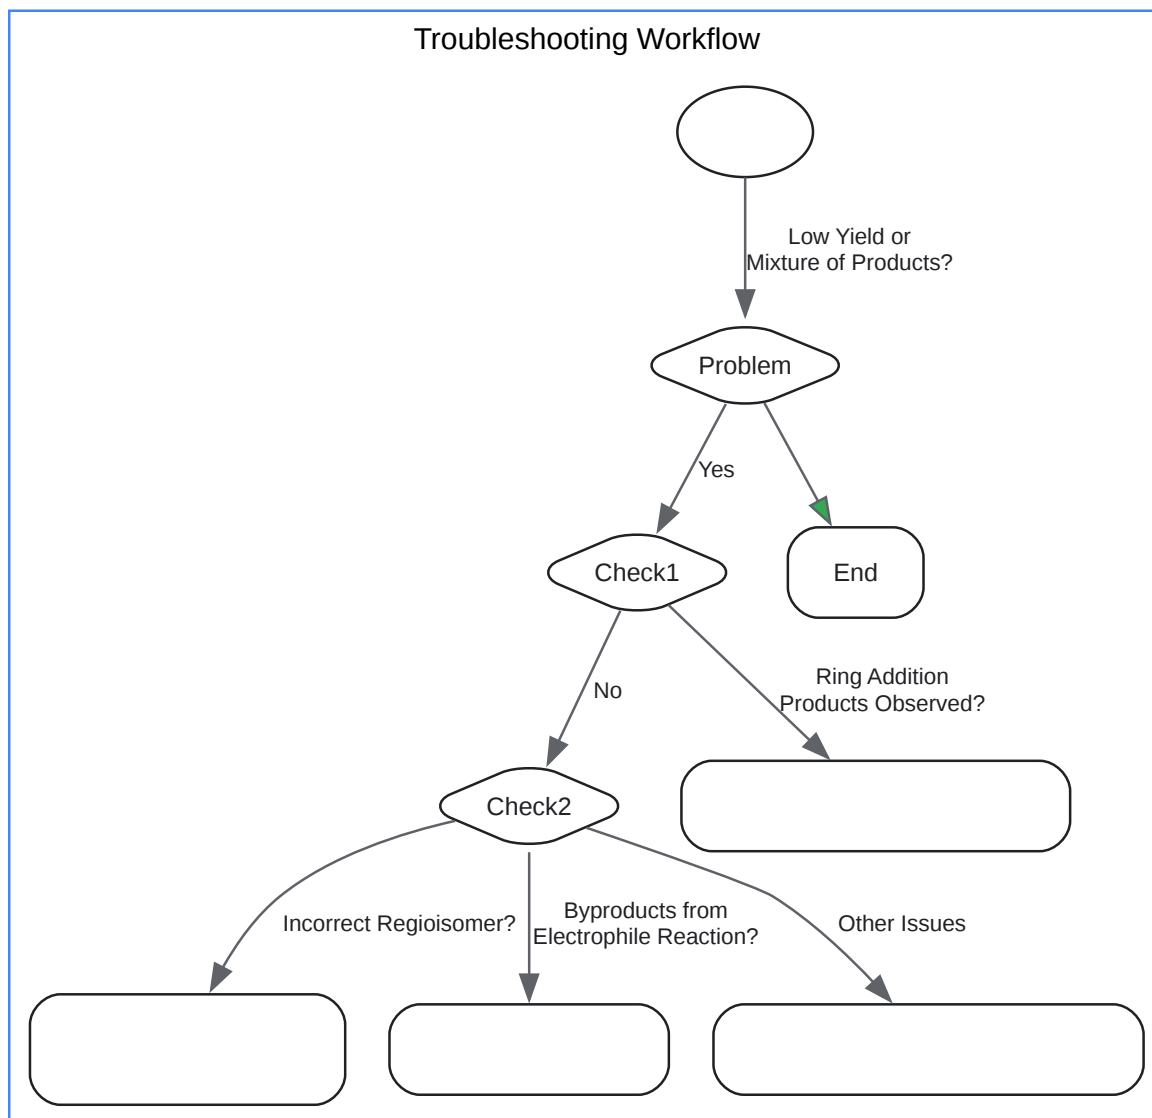 Troubleshooting Workflow
Low Yield or
Mixture of Products?
Problem
Yes
Check1
End
No
Ring Addition
Products Observed?
Check2
Incorrect Regioisomer?
Byproducts from
Electrophile Reaction?
Other Issues